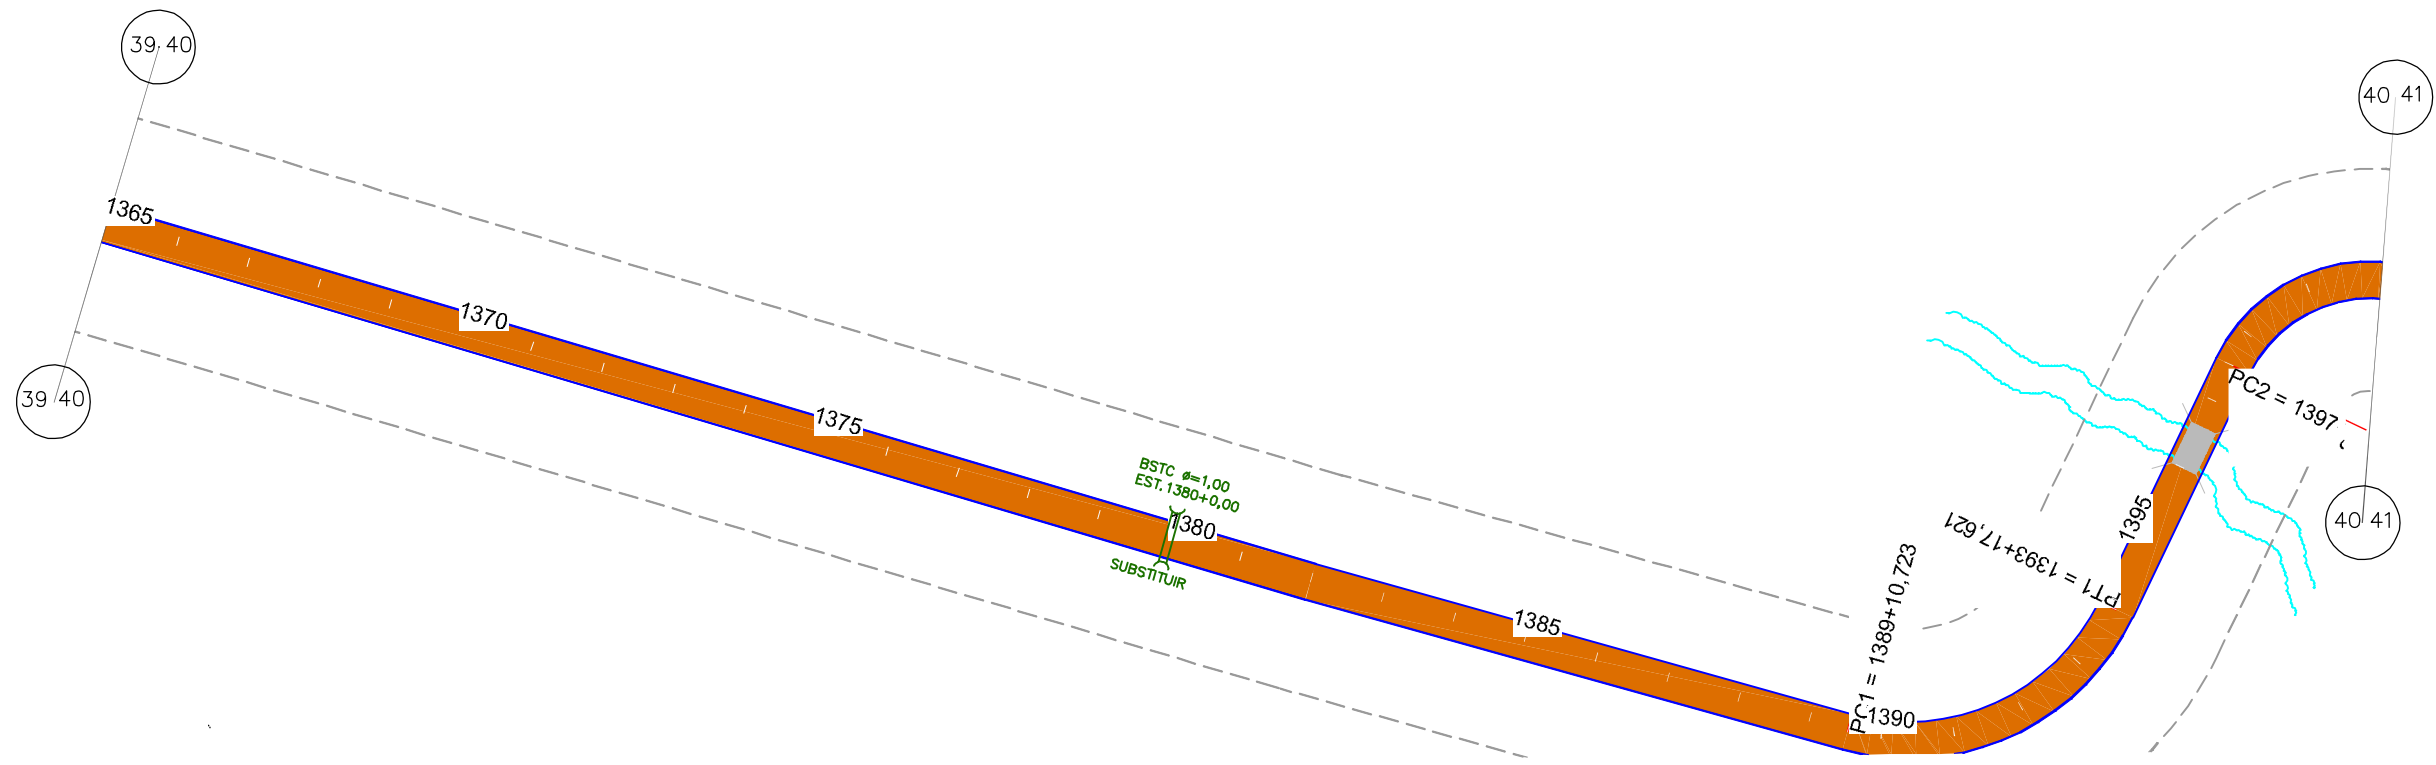 39 40
40 41
1365
1370
1375
BSTC ø=1,00
EST.1380+0,00
1380
SUBSTITUIR
1385
PC1 = 1389+10,723
1390
PT1 = 1393+17,621
1395
PC2 = 1397
39 40
40 41